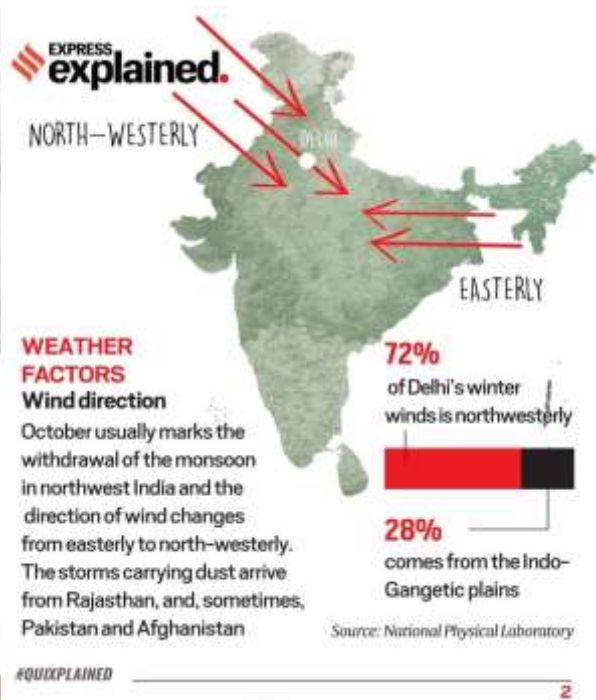 EXPRESS
explained.
NORTH-WESTERLY
DELHI
EASTERLY
WEATHER
FACTORS
Wind direction
October usually marks the
withdrawal of the monsoon
in northwest India and the
direction of wind changes
from easterly to north-westerly.
The storms carrying dust arrive
from Rajasthan, and, sometimes,
Pakistan and Afghanistan
72%
of Delhi's winter
winds is northwesterly
28%
comes from the Indo-
Gangetic plains
Source: National Physical Laboratory
#QUIXPLAINED
2